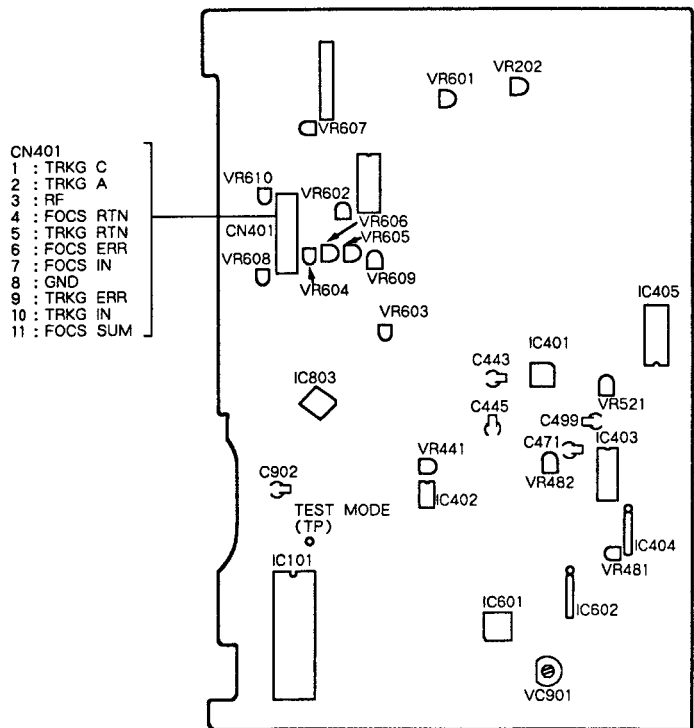 VR601
VR202
VR607
CN401
1 : TRKG C
2 : TRKG A
3 : RF
4 : FOCS RTN
5 : TRKG RTN
6 : FOCS ERR
7 : FOCS IN
8 : GND
9 : TRKG ERR
10 : TRKG IN
11 : FOCS SUM
VR610
VR602
VR606
CN401
VR605
VR608
VR604
VR609
VR603
IC405
C443
IC401
IC803
VR521
C445
C499
C471
IC403
VR441
C902
VR482
IC402
TEST MODE
(TP)
IC404
IC101
VR481
IC601
IC602
VC901